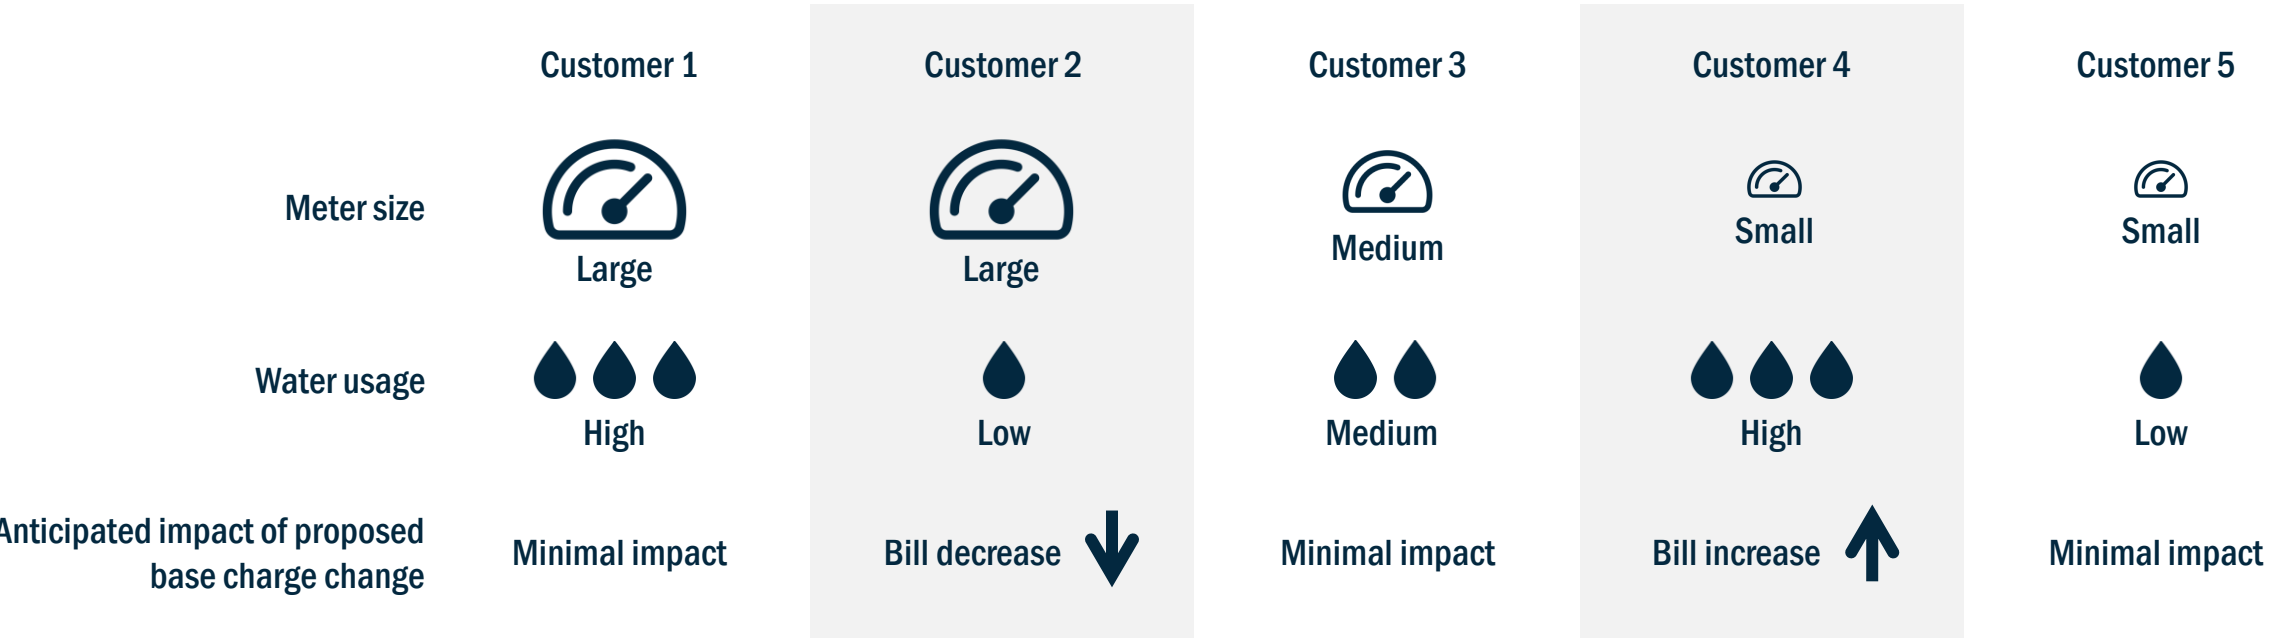 Customer 1 Customer 2 Customer 3 Customer 4 Customer 5
Meter size
Large Large Medium Small Small
Water usage
High Low Medium High Low
Anticipated impact of proposed
base charge change
Minimal impact Bill decrease Minimal impact Bill increase Minimal impact